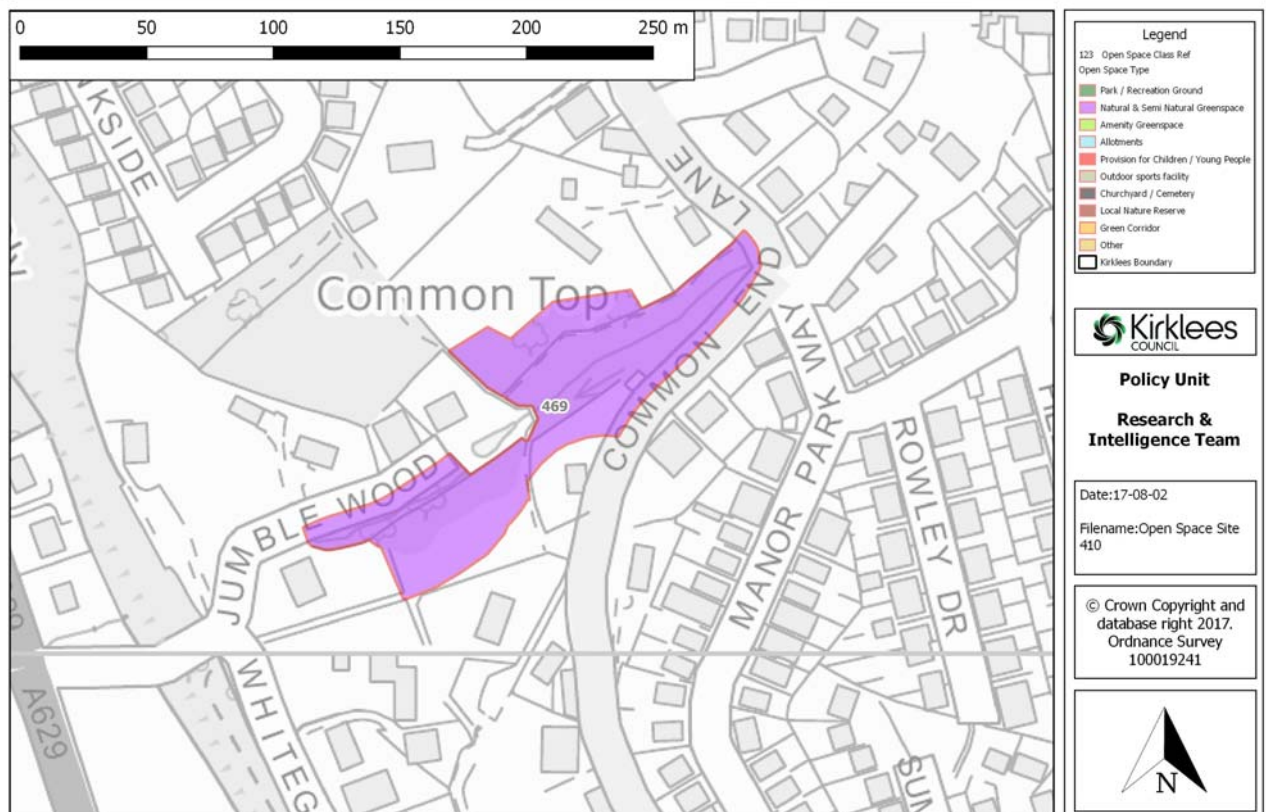 0 50 100 150 200 250 m
NKSIDE
LANE
Common Top
COMMON END
469
MANOR PARK WAY
ROWLEY DR
JUMBLE WOOD
WHITEG
A629
SUN
Legend
123 Open Space Class Ref
Open Space Type
Park / Recreation Ground
Natural & Semi Natural Greenspace
Amenity Greenspace
Allotments
Provision for Children / Young People
Outdoor sports facility
Churchyard / Cemetery
Local Nature Reserve
Green Corridor
Other
Kirklees Boundary
Kirklees
COUNCIL
Policy Unit
Research &
Intelligence Team
Date:17-08-02
Filename:Open Space Site
410
© Crown Copyright and
database right 2017.
Ordnance Survey
100019241
N